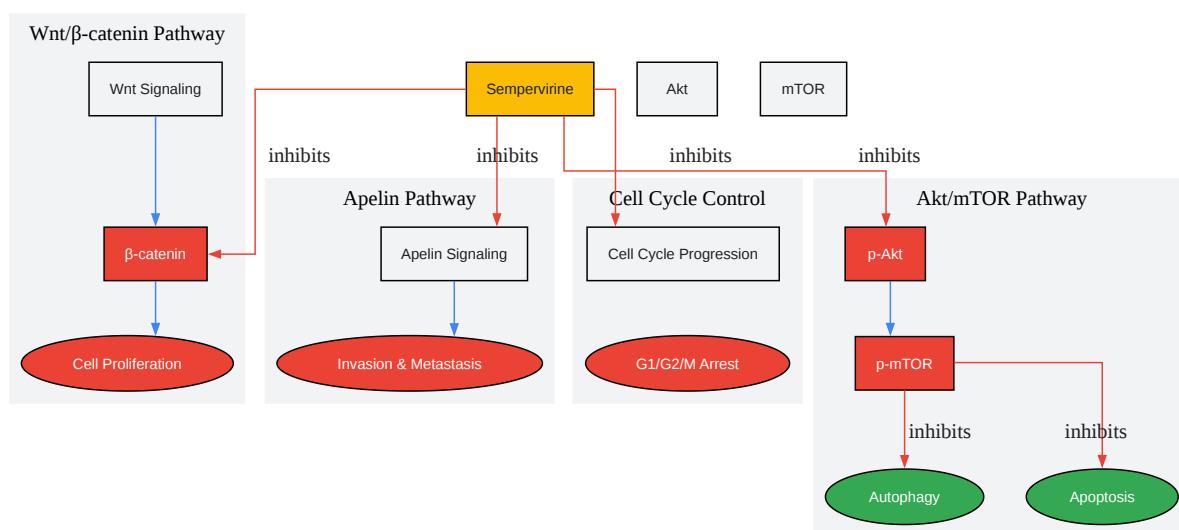 Wnt/β-catenin Pathway
Wnt Signaling
Sempervirine
Akt
mTOR
inhibits
inhibits
inhibits
inhibits
Apelin Pathway
Cell Cycle Control
Akt/mTOR Pathway
β-catenin
Apelin Signaling
Cell Cycle Progression
p-Akt
Cell Proliferation
Invasion & Metastasis
G1/G2/M Arrest
p-mTOR
inhibits
inhibits
Autophagy
Apoptosis